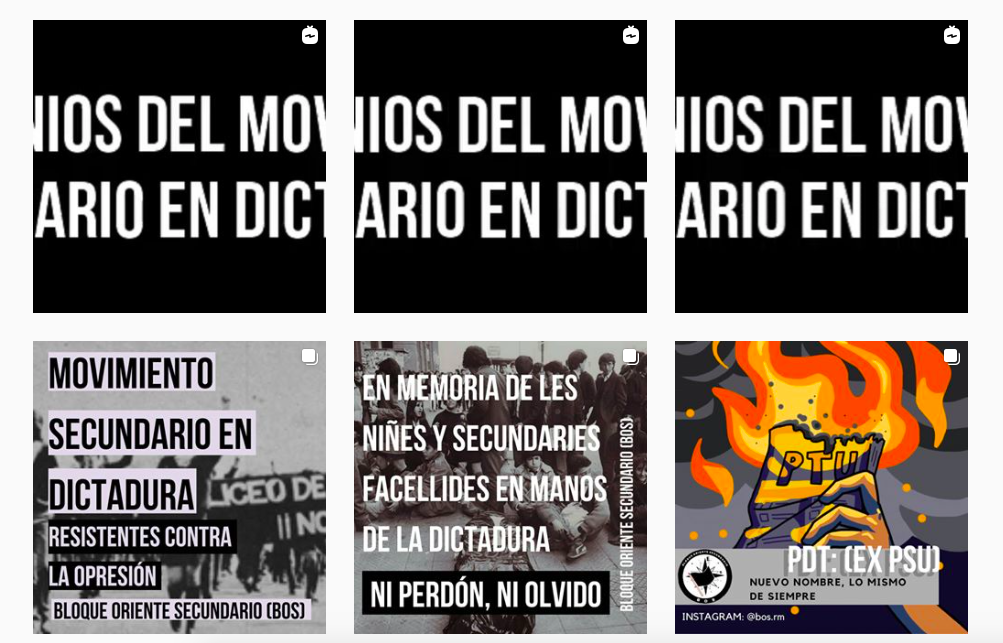 NIOS DEL MOV
ARIO EN DICT
NIOS DEL MOV
ARIO EN DICT
NIOS DEL MOV
ARIO EN DICT
MOVIMIENTO
SECUNDARIO EN
DICTADURA
LICEO DE
RESISTENTES CONTRA
LA OPRESIÓN
BLOQUE ORIENTE SECUNDARIO (BOS)
EN MEMORIA DE LES
NIÑES Y SECUNDARIES
FACELLIDES EN MANOS
DE LA DICTADURA
NI PERDÓN, NI OLVIDO
BLOQUE ORIENTE SECUNDARIO (BOS)
PTU
PDT: (EX PSU)
NUEVO NOMBRE, LO MISMO
DE SIEMPRE
INSTAGRAM: @bos.rm